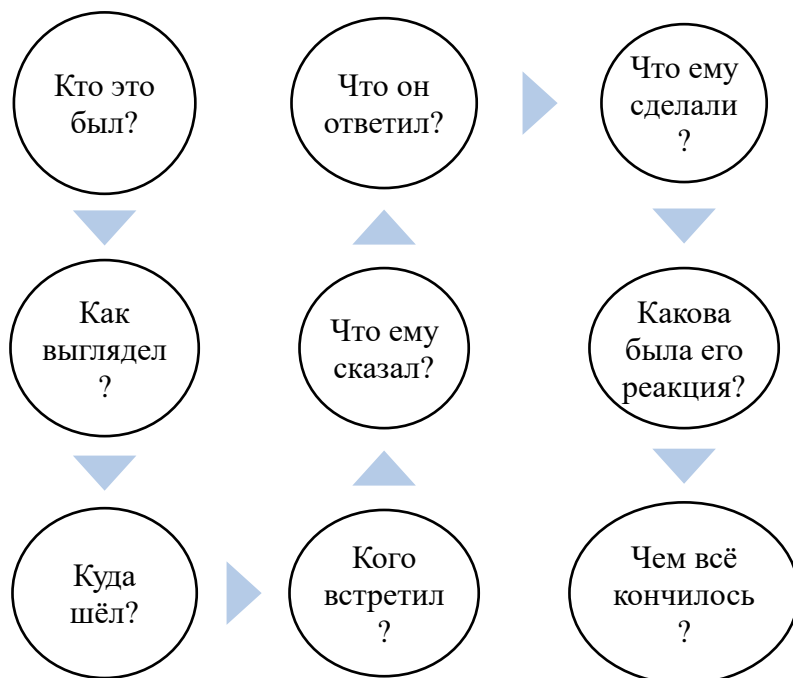 Кто это
был?
Как
выглядел
?
Куда
шёл?
Кого
встретил
?
Что ему
сказал?
Что он
ответил?
Что ему
сделали
?
Какова
была его
реакция?
Чем всё
кончилось
?